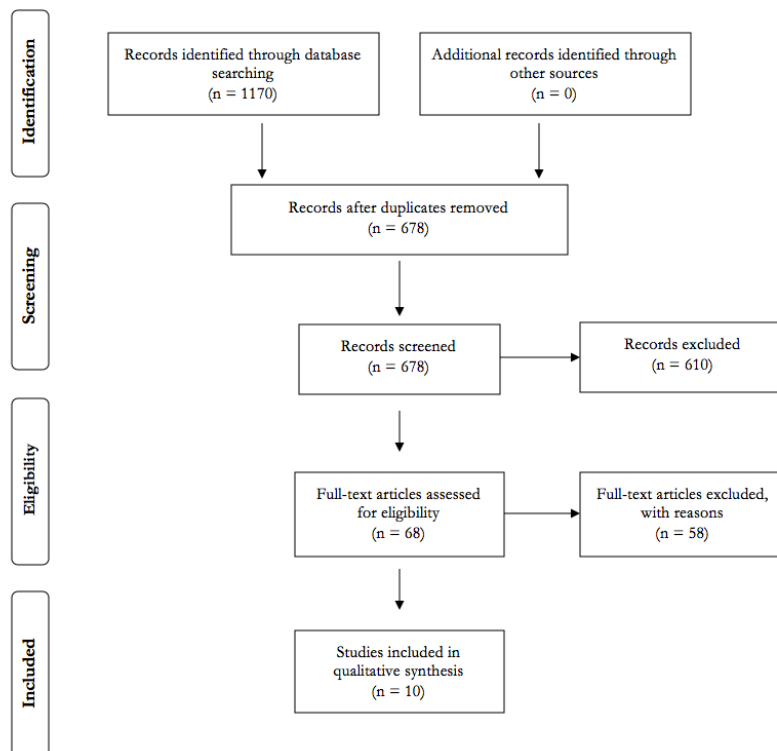 Identification
Records identified through database
searching
(n = 1170)
Additional records identified through
other sources
(n = 0)
Records after duplicates removed
(n = 678)
Screening
Records screened
(n = 678)
Records excluded
(n = 610)
Eligibility
Full-text articles assessed
for eligibility
(n = 68)
Full-text articles excluded,
with reasons
(n = 58)
Included
Studies included in
qualitative synthesis
(n = 10)